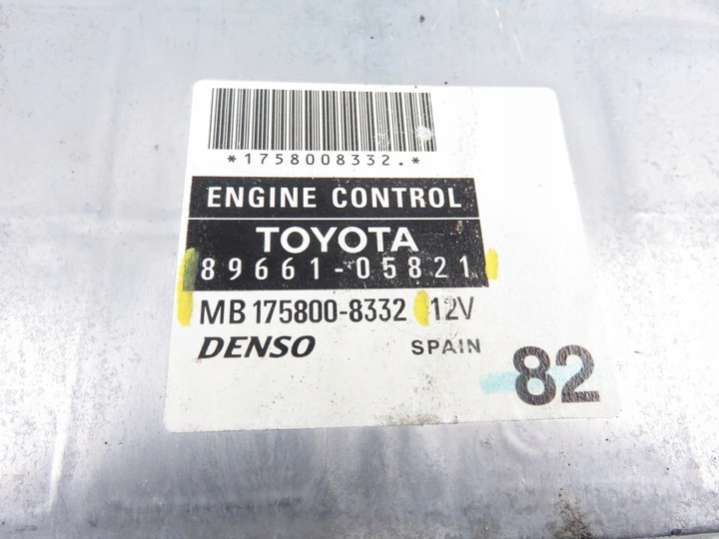 *1758008332.*
ENGINE CONTROL
TOYOTA
89661-05821
MB 175800-8332 12V
DENSO SPAIN
82